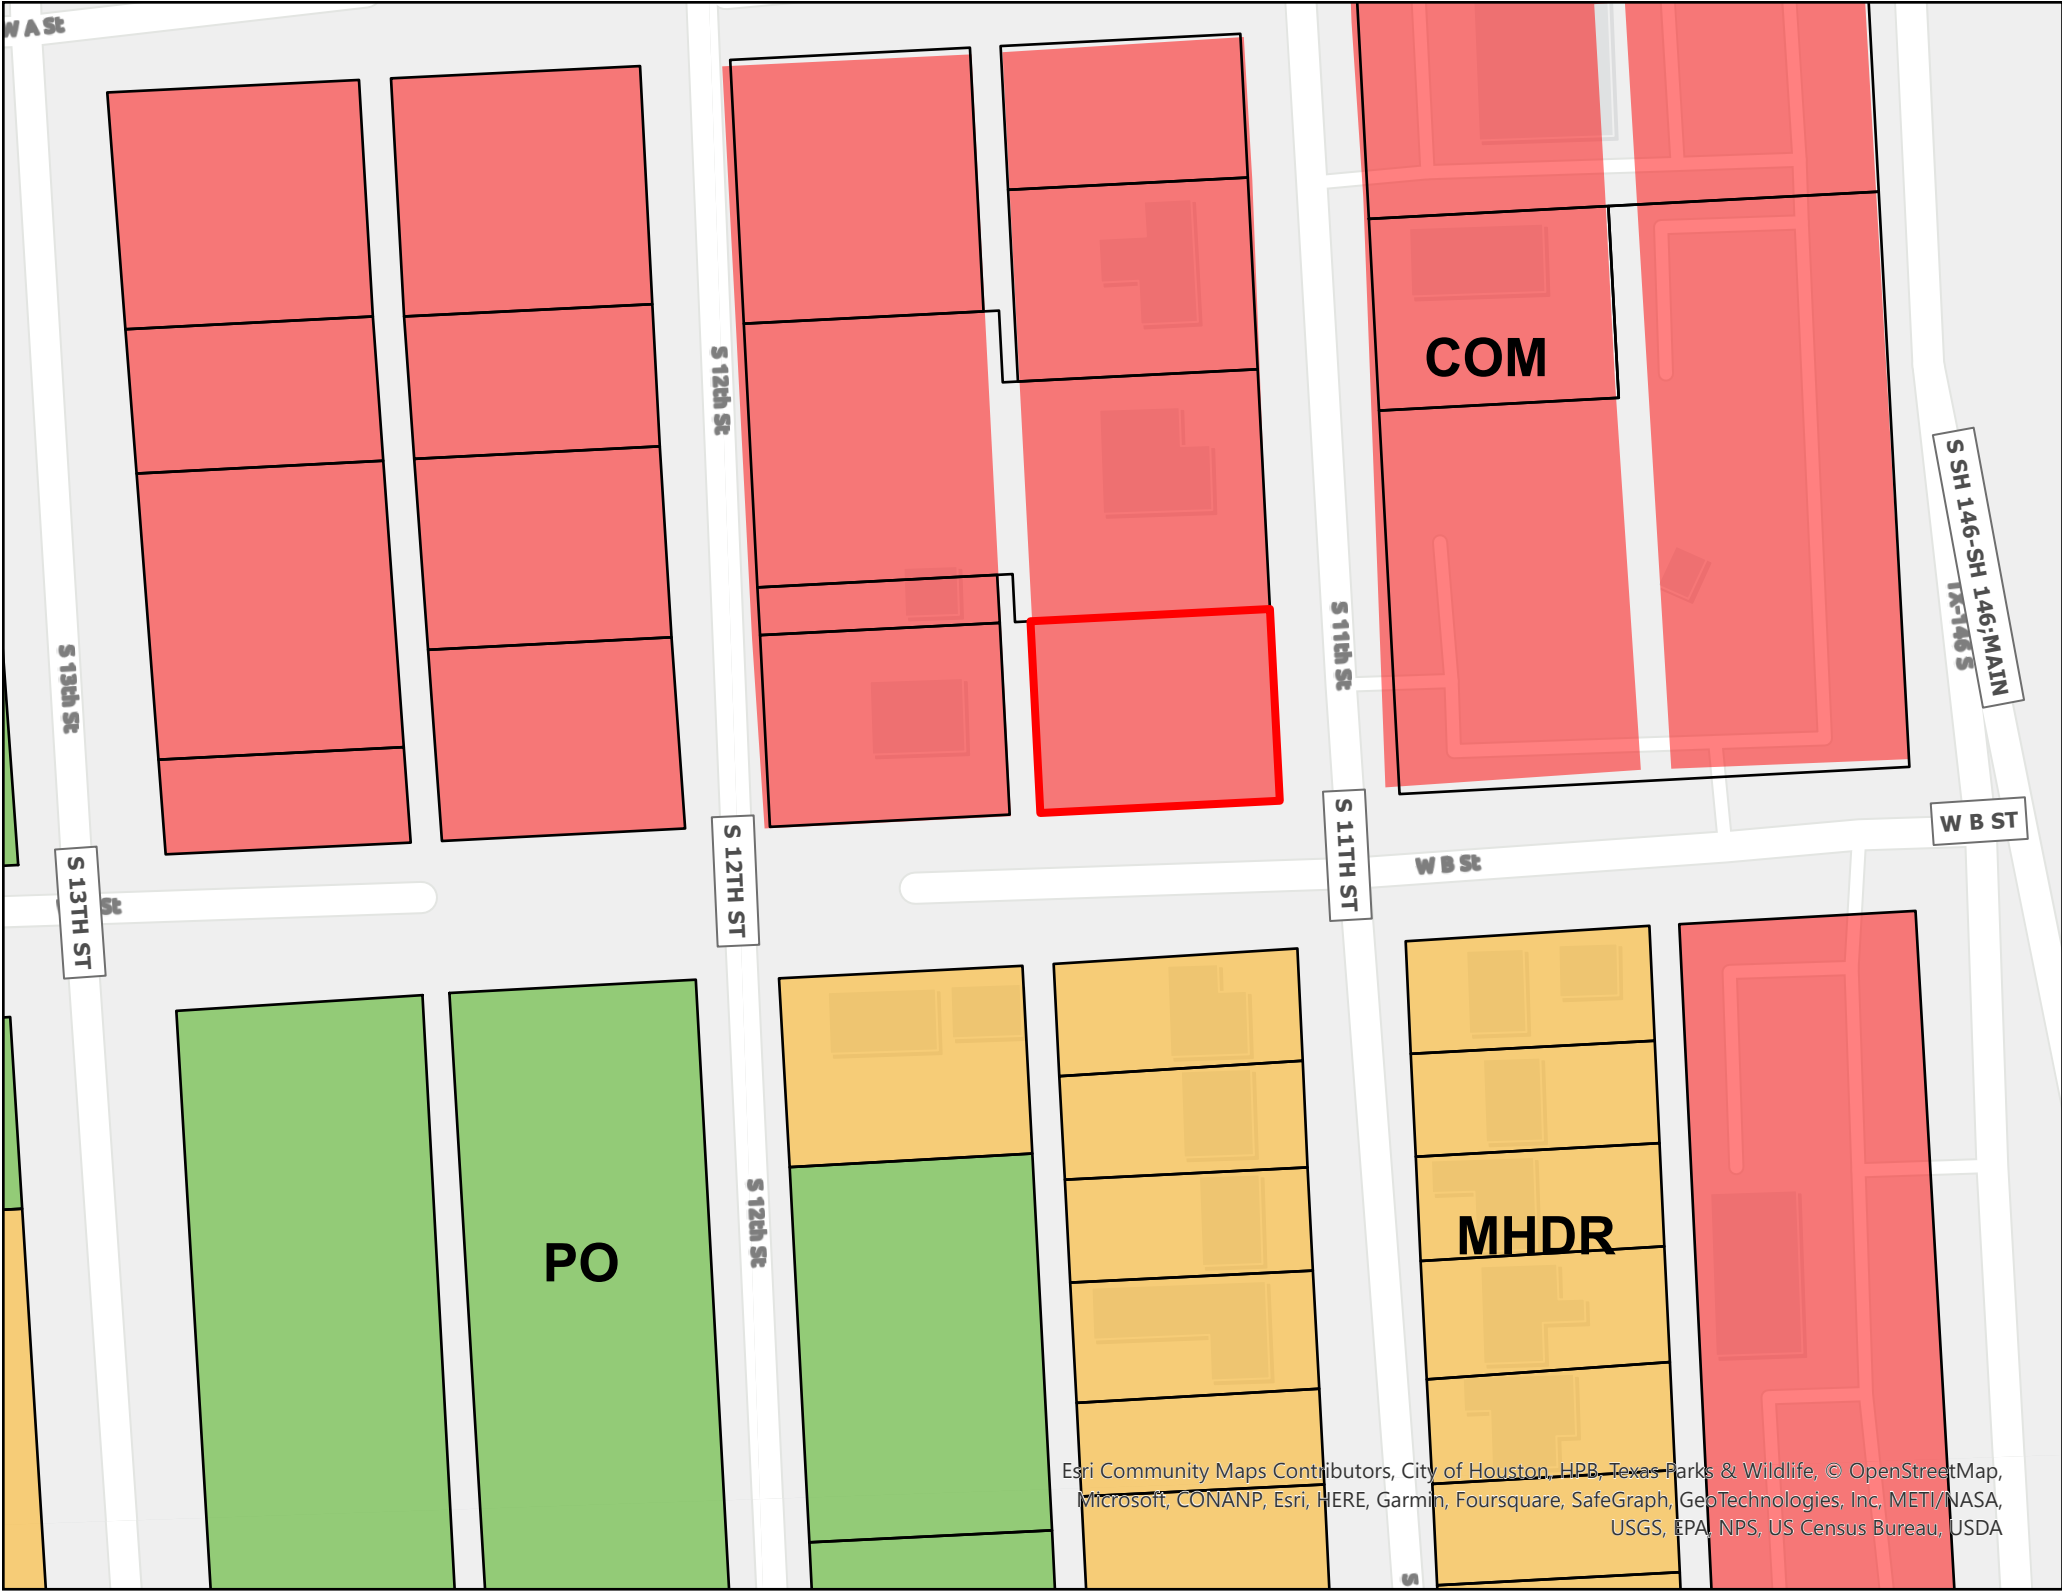 W A St
S 12th St
COM
S SH 146-SH 146;MAIN
TX-146 S
S 11th St
S 13th St
S 12TH ST
S 11TH ST
W B ST
W B St
S 13TH ST
St
S 12th St
PO
MHDR
S
Esri Community Maps Contributors, City of Houston, HPB, Texas Parks & Wildlife, © OpenStreetMap,
Microsoft, CONANP, Esri, HERE, Garmin, Foursquare, SafeGraph, GeoTechnologies, Inc, METI/NASA,
USGS, EPA, NPS, US Census Bureau, USDA